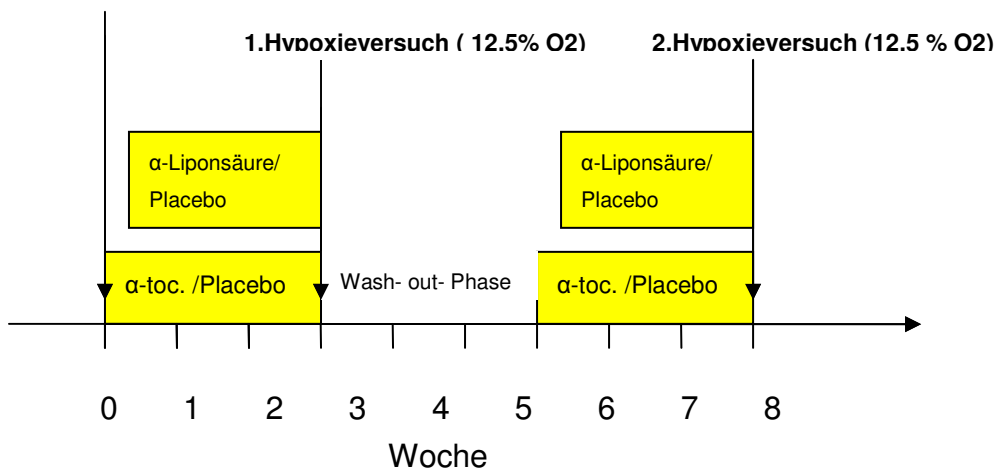 1.Hypoxieversuch ( 12.5% O2)
2.Hypoxieversuch (12.5 % O2)
α-Liponsäure/
Placebo
α-Liponsäure/
Placebo
α-toc. /Placebo
Wash- out- Phase
α-toc. /Placebo
0 1 2 3 4 5 6 7 8
Woche